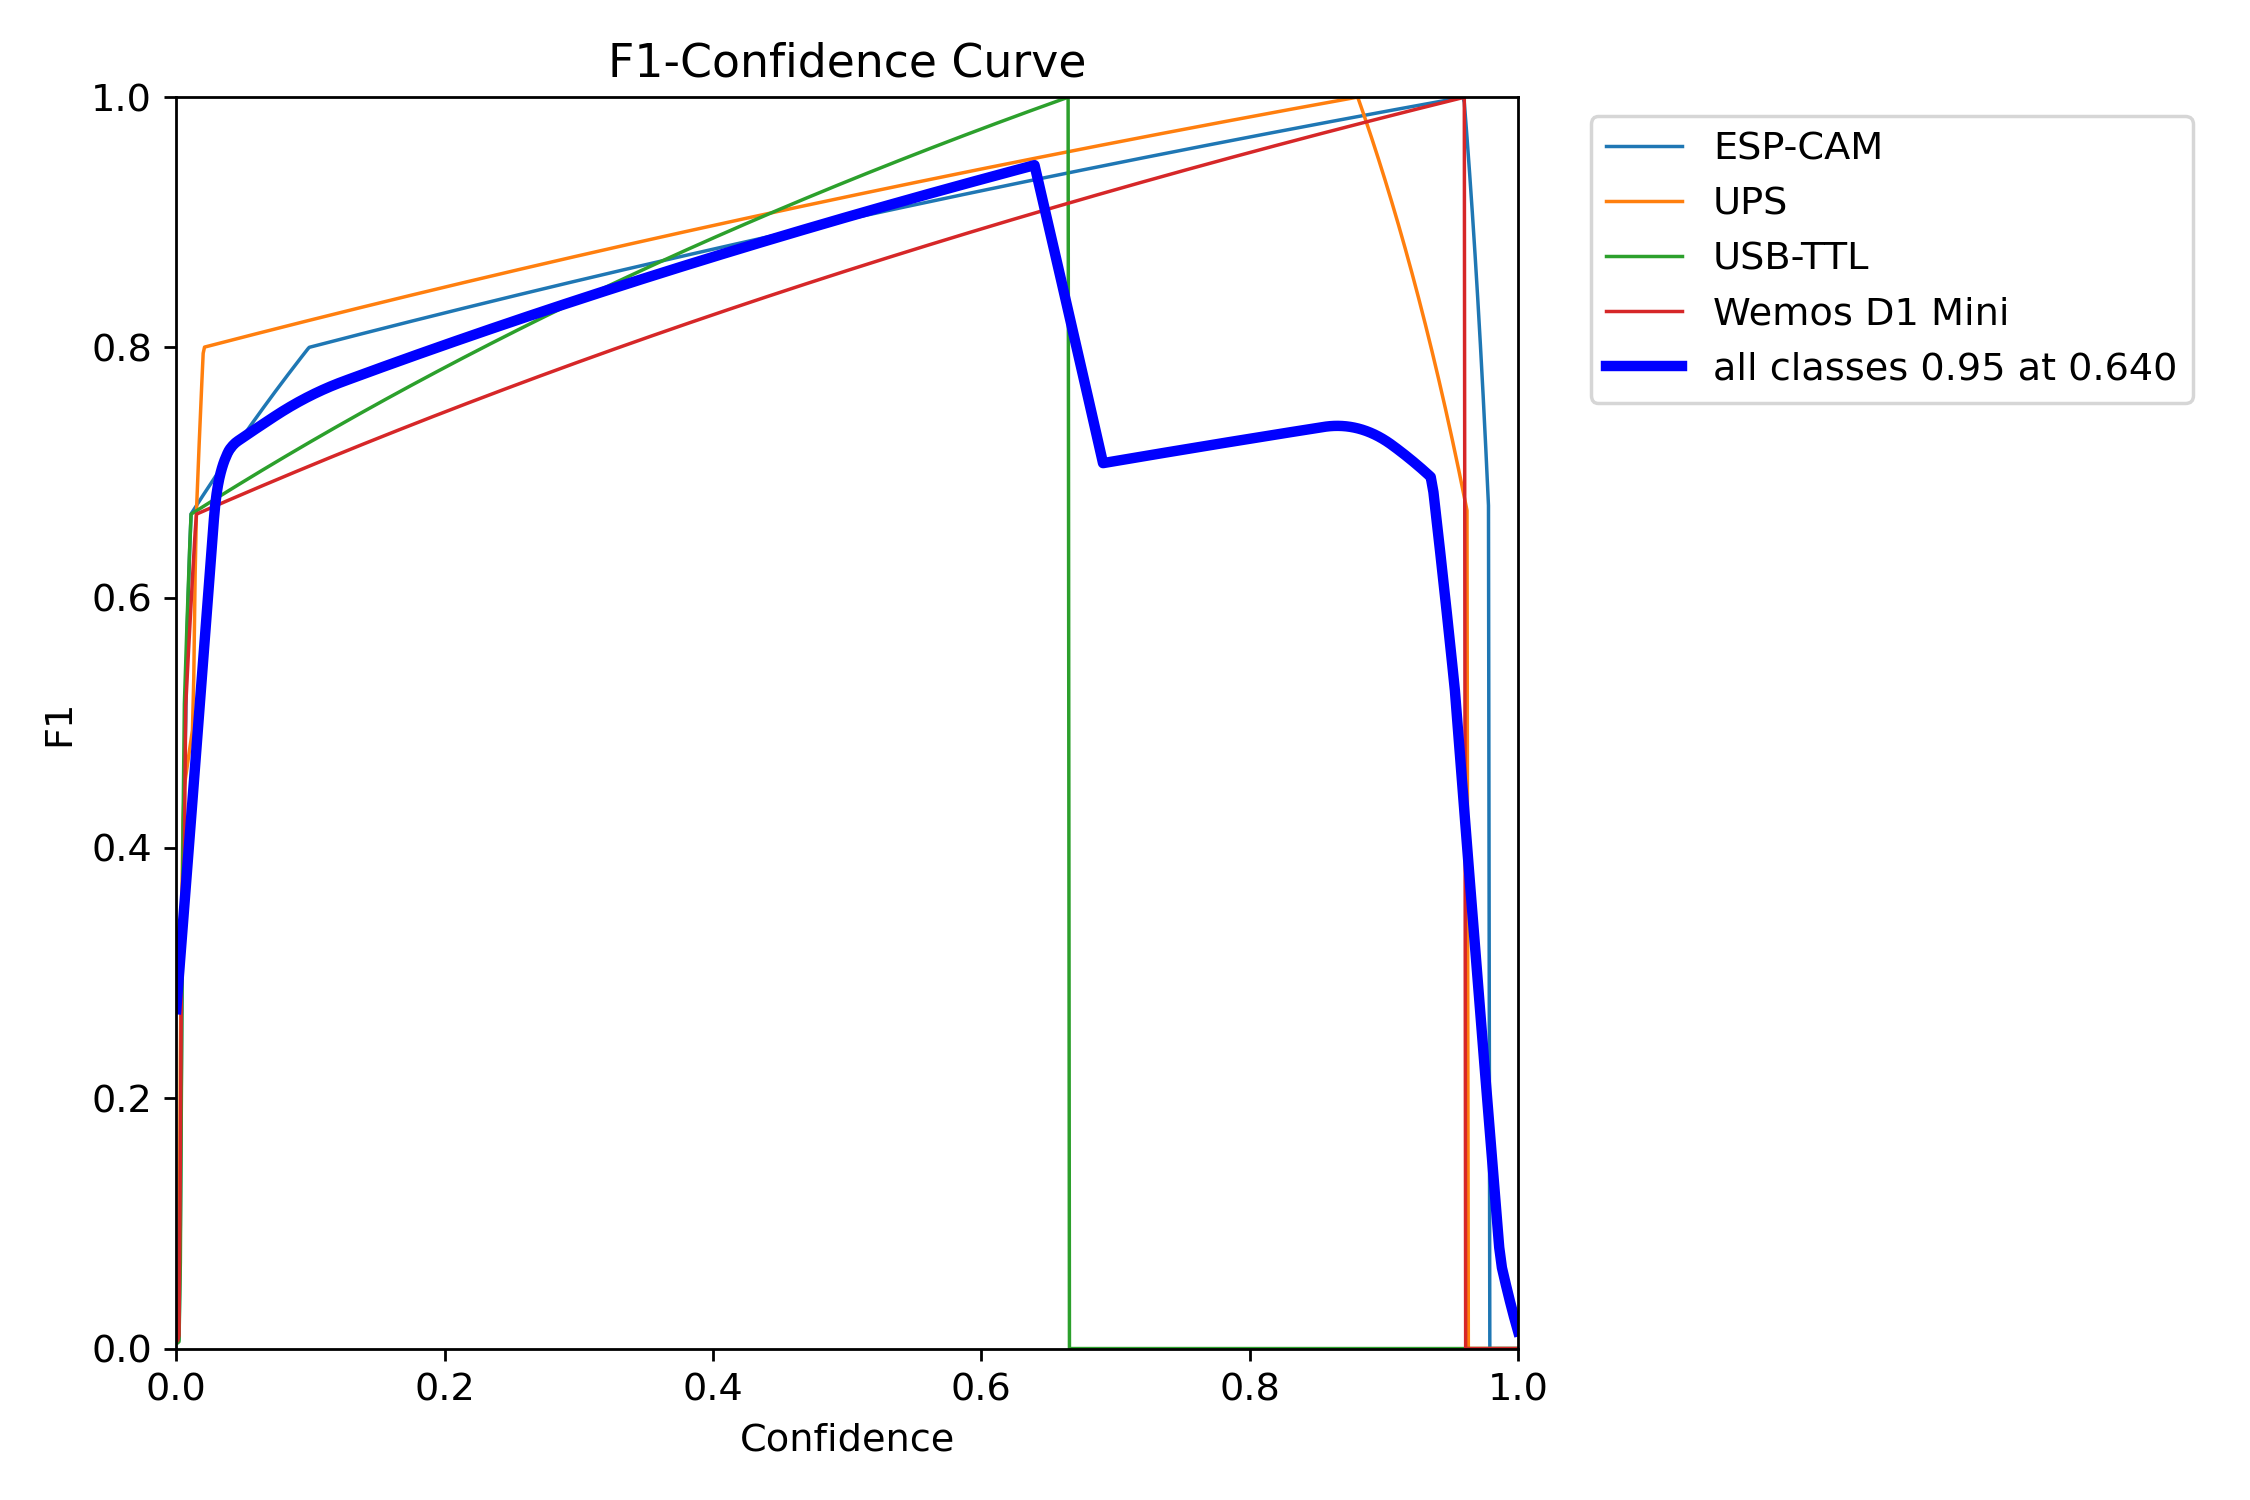 F1-Confidence Curve
1.0
0.8
0.6
0.4
0.2
0.0
F1
0.0 0.2 0.4 0.6 0.8 1.0
Confidence
ESP-CAM
UPS
USB-TTL
Wemos D1 Mini
all classes 0.95 at 0.640